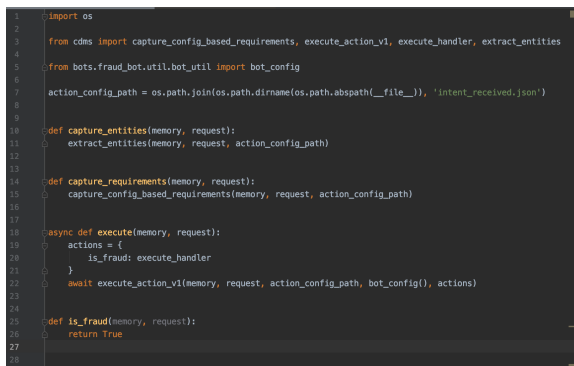 1 import os
2
3 from cdms import capture_config_based_requirements, execute_action_v1, execute_handler, extract_entities
4
5 from bots.fraud_bot.util.bot_util import bot_config
6
7 action_config_path = os.path.join(os.path.dirname(os.path.abspath(__file__)), 'intent_received.json')
8
9
10 def capture_entities(memory, request):
11     extract_entities(memory, request, action_config_path)
12
13
14 def capture_requirements(memory, request):
15     capture_config_based_requirements(memory, request, action_config_path)
16
17
18 async def execute(memory, request):
19     actions = {
20         is_fraud: execute_handler
21     }
22     await execute_action_v1(memory, request, action_config_path, bot_config(), actions)
23
24
25 def is_fraud(memory, request):
26     return True
27
28